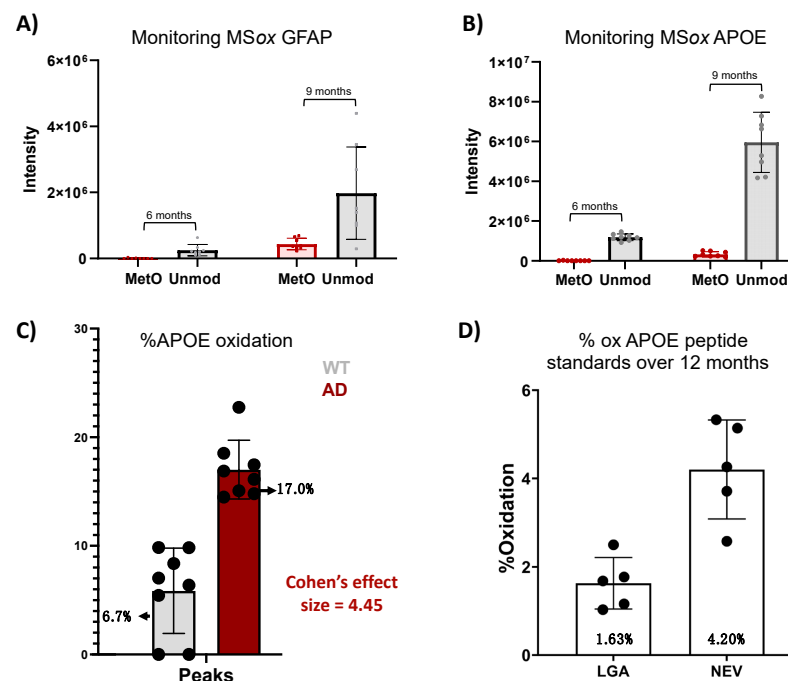 A)
Monitoring MSox GFAP
6×10⁶
4×10⁶
2×10⁶
0
Intensity
6 months
9 months
MetO Unmod
MetO Unmod
B)
Monitoring MSox APOE
1×10⁷
8×10⁶
6×10⁶
4×10⁶
2×10⁶
0
Intensity
6 months
9 months
MetO Unmod
MetO Unmod
C)
%APOE oxidation
30
20
10
0
WT
AD
17.0%
6.7%
Cohen's effect
size = 4.45
Peaks
D)
% ox APOE peptide
standards over 12 months
6
4
2
0
%Oxidation
1.63%
4.20%
LGA
NEV